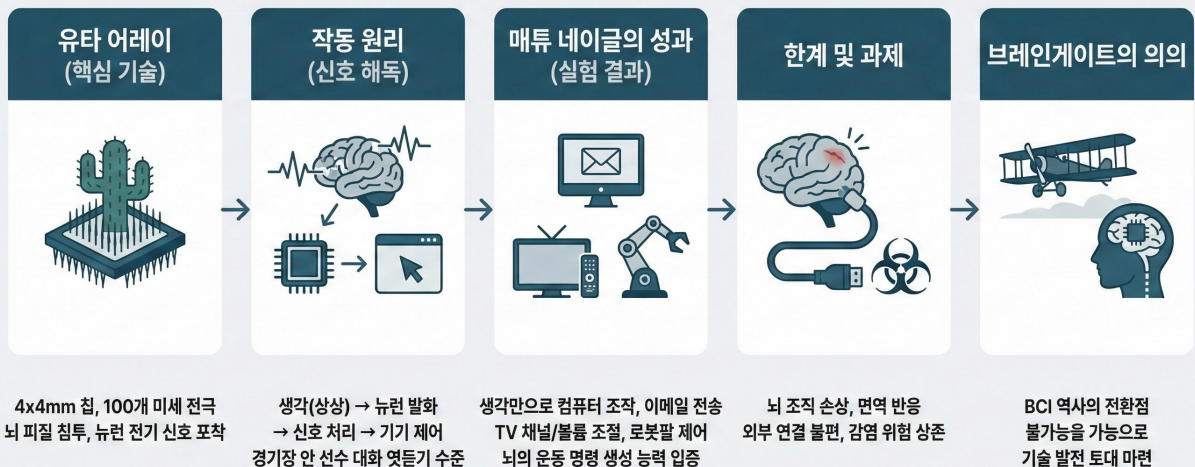 유타 어레이
(핵심 기술)
4x4mm 칩, 100개 미세 전극
뇌 피질 침투, 뉴런 전기 신호 포착
작동 원리
(신호 해독)
생각(상상) → 뉴런 발화
→ 신호 처리 → 기기 제어
경기장 안 선수 대화 엿듣기 수준
매튜 네이글의 성과
(실험 결과)
생각만으로 컴퓨터 조작, 이메일 전송
TV 채널/볼륨 조절, 로봇팔 제어
뇌의 운동 명령 생성 능력 입증
한계 및 과제
뇌 조직 손상, 면역 반응
외부 연결 불편, 감염 위험 상존
브레인게이트의 의의
BCI 역사의 전환점
불가능을 가능으로
기술 발전 토대 마련